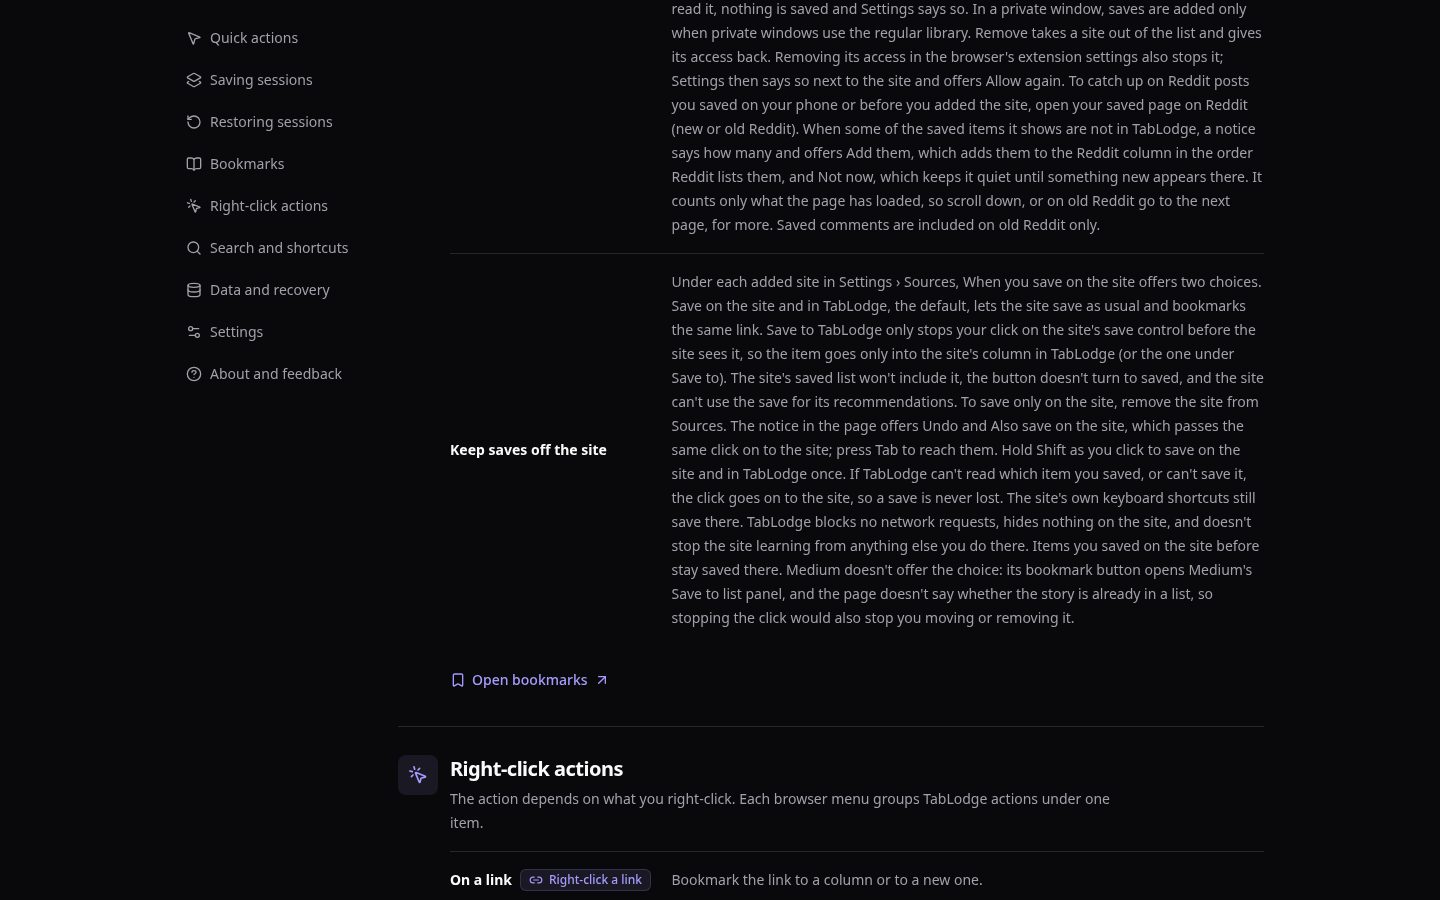 Quick actions
Saving sessions
Restoring sessions
Bookmarks
Right-click actions
Search and shortcuts
Data and recovery
Settings
About and feedback
read it, nothing is saved and Settings says so. In a private window, saves are added only
when private windows use the regular library. Remove takes a site out of the list and gives
its access back. Removing its access in the browser's extension settings also stops it;
Settings then says so next to the site and offers Allow again. To catch up on Reddit posts
you saved on your phone or before you added the site, open your saved page on Reddit
(new or old Reddit). When some of the saved items it shows are not in TabLodge, a notice
says how many and offers Add them, which adds them to the Reddit column in the order
Reddit lists them, and Not now, which keeps it quiet until something new appears there. It
counts only what the page has loaded, so scroll down, or on old Reddit go to the next
page, for more. Saved comments are included on old Reddit only.
Keep saves off the site
Under each added site in Settings › Sources, When you save on the site offers two choices.
Save on the site and in TabLodge, the default, lets the site save as usual and bookmarks
the same link. Save to TabLodge only stops your click on the site's save control before the
site sees it, so the item goes only into the site's column in TabLodge (or the one under
Save to). The site's saved list won't include it, the button doesn't turn to saved, and the site
can't use the save for its recommendations. To save only on the site, remove the site from
Sources. The notice in the page offers Undo and Also save on the site, which passes the
same click on to the site; press Tab to reach them. Hold Shift as you click to save on the
site and in TabLodge once. If TabLodge can't read which item you saved, or can't save it,
the click goes on to the site, so a save is never lost. The site's own keyboard shortcuts still
save there. TabLodge blocks no network requests, hides nothing on the site, and doesn't
stop the site learning from anything else you do there. Items you saved on the site before
stay saved there. Medium doesn't offer the choice: its bookmark button opens Medium's
Save to list panel, and the page doesn't say whether the story is already in a list, so
stopping the click would also stop you moving or removing it.
Open bookmarks
Right-click actions
The action depends on what you right-click. Each browser menu groups TabLodge actions under one
item.
On a link Right-click a link Bookmark the link to a column or to a new one.